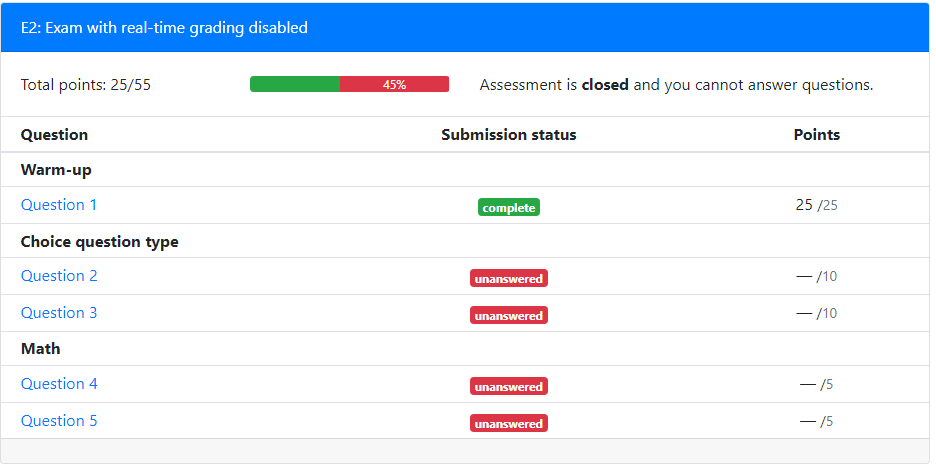 E2: Exam with real-time grading disabled
Total points: 25/55 45% Assessment is closed and you cannot answer questions.
Question Submission status Points
Warm-up
Question 1 complete 25 /25
Choice question type
Question 2 unanswered — /10
Question 3 unanswered — /10
Math
Question 4 unanswered — /5
Question 5 unanswered — /5